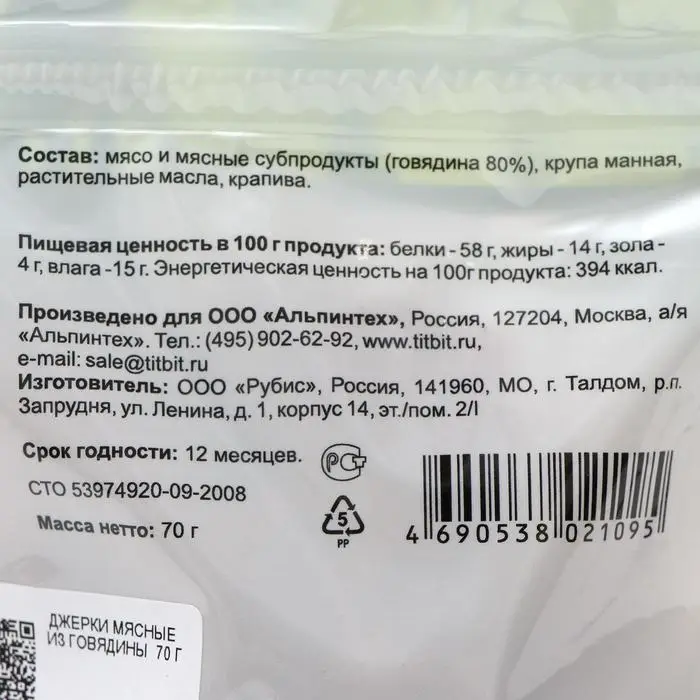 Состав: мясо и мясные субпродукты (говядина 80%), крупа манная,
растительные масла, крапива.
Пищевая ценность в 100 г продукта: белки - 58 г, жиры - 14 г, зола -
4 г, влага -15 г. Энергетическая ценность на 100г продукта: 394 ккал.
Произведено для ООО «Альпинтех», Россия, 127204, Москва, а/я
«Альпинтех». Тел.: (495) 902-62-92, www.titbit.ru,
e-mail: sale@titbit.ru
Изготовитель: ООО «Рубис», Россия, 141960, МО, г. Талдом, р.п.
Запрудня, ул. Ленина, д. 1, корпус 14, эт./пом. 2/I
Срок годности: 12 месяцев.
РСТ
СТО 53974920-09-2008
Масса нетто: 70 г
5
PP
4 690538 021095
ДЖЕРКИ МЯСНЫЕ
ИЗ ГОВЯДИНЫ 70 Г